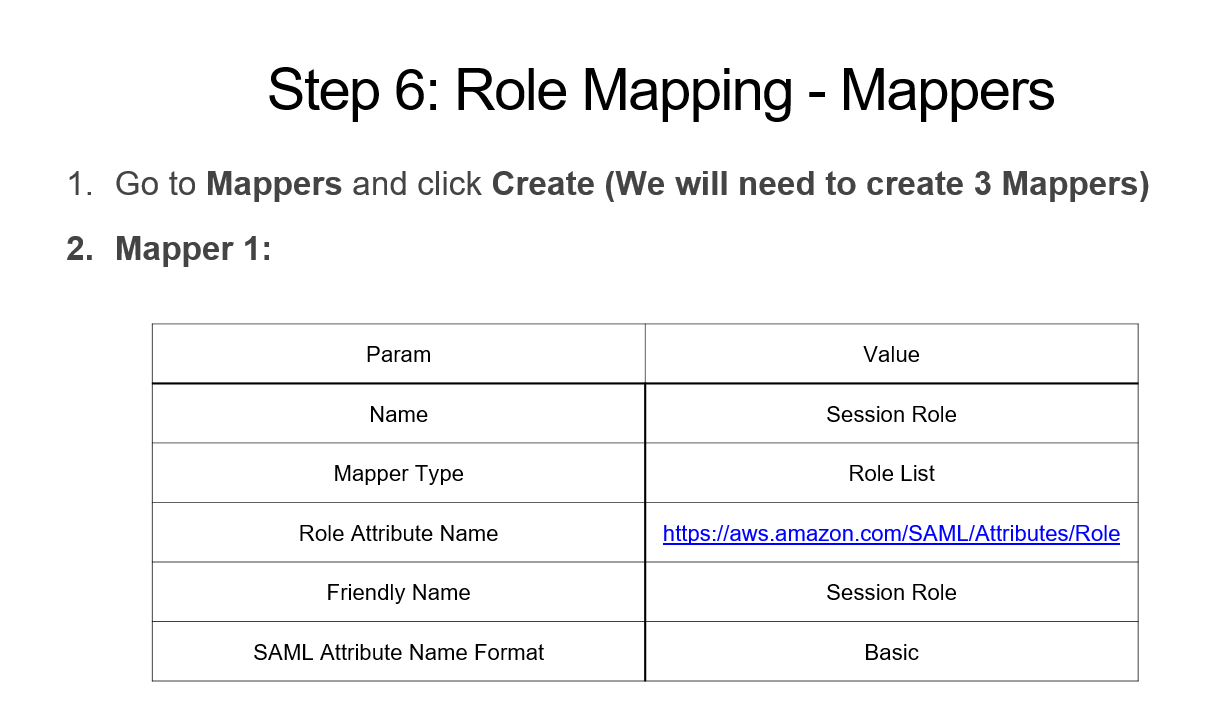 Step 6: Role Mapping - Mappers
1. Go to Mappers and click Create (We will need to create 3 Mappers)
2. Mapper 1:
Param Value
Name Session Role
Mapper Type Role List
Role Attribute Name https://aws.amazon.com/SAML/Attributes/Role
Friendly Name Session Role
SAML Attribute Name Format Basic